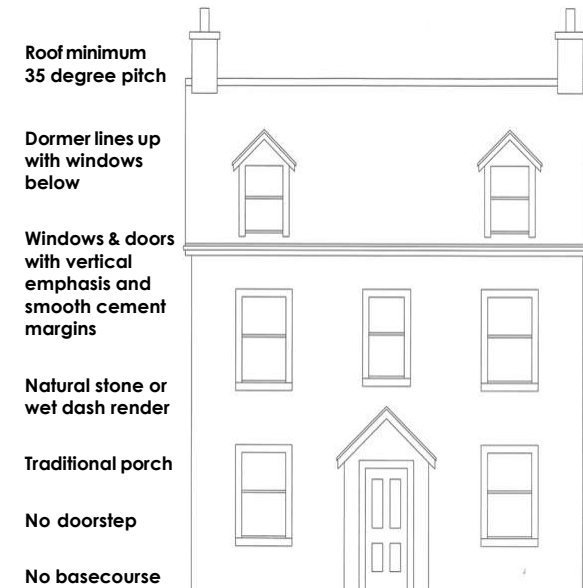 Roof minimum
35 degree pitch
Dormer lines up
with windows
below
Windows & doors
with vertical
emphasis and
smooth cement
margins
Natural stone or
wet dash render
Traditional porch
No doorstep
No basecourse